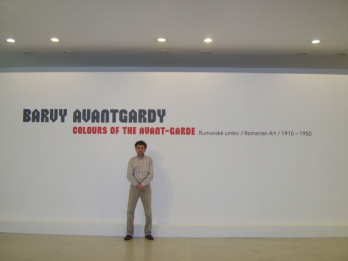 BARVY AVANTGARDY
COLOURS OF THE AVANT-GARDE Rumunské umění / Romanian Art / 1910 – 1950